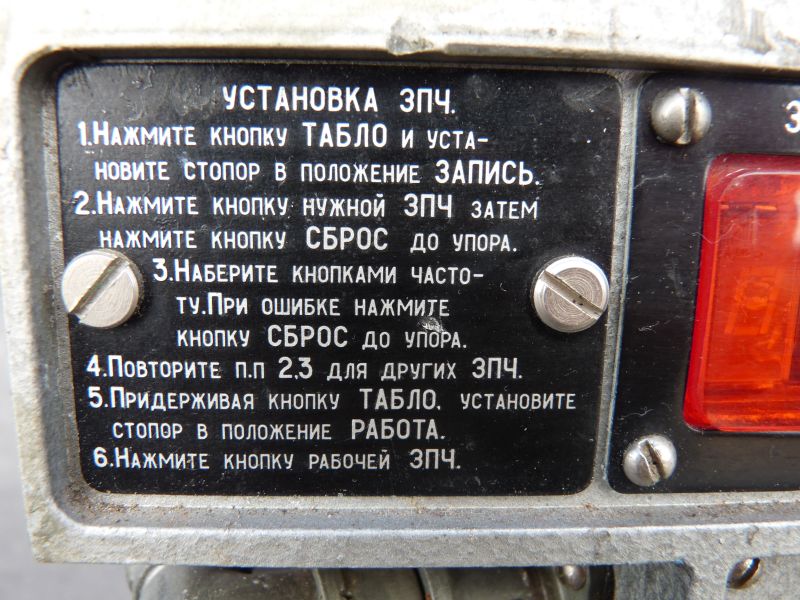 УСТАНОВКА ЗПЧ.
1.НАЖМИТЕ КНОПКУ ТАБЛО И УСТА-
НОВИТЕ СТОПОР В ПОЛОЖЕНИЕ ЗАПИСЬ.
2.НАЖМИТЕ КНОПКУ НУЖНОЙ ЗПЧ ЗАТЕМ
НАЖМИТЕ КНОПКУ СБРОС ДО УПОРА.
3.НАБЕРИТЕ КНОПКАМИ ЧАСТО-
ТУ.ПРИ ОШИБКЕ НАЖМИТЕ
КНОПКУ СБРОС ДО УПОРА.
4.ПОВТОРИТЕ П.П 2,3 ДЛЯ ДРУГИХ ЗПЧ.
5.ПРИДЕРЖИВАЯ КНОПКУ ТАБЛО, УСТАНОВИТЕ
СТОПОР В ПОЛОЖЕНИЕ РАБОТА.
6.НАЖМИТЕ КНОПКУ РАБОЧЕЙ ЗПЧ.